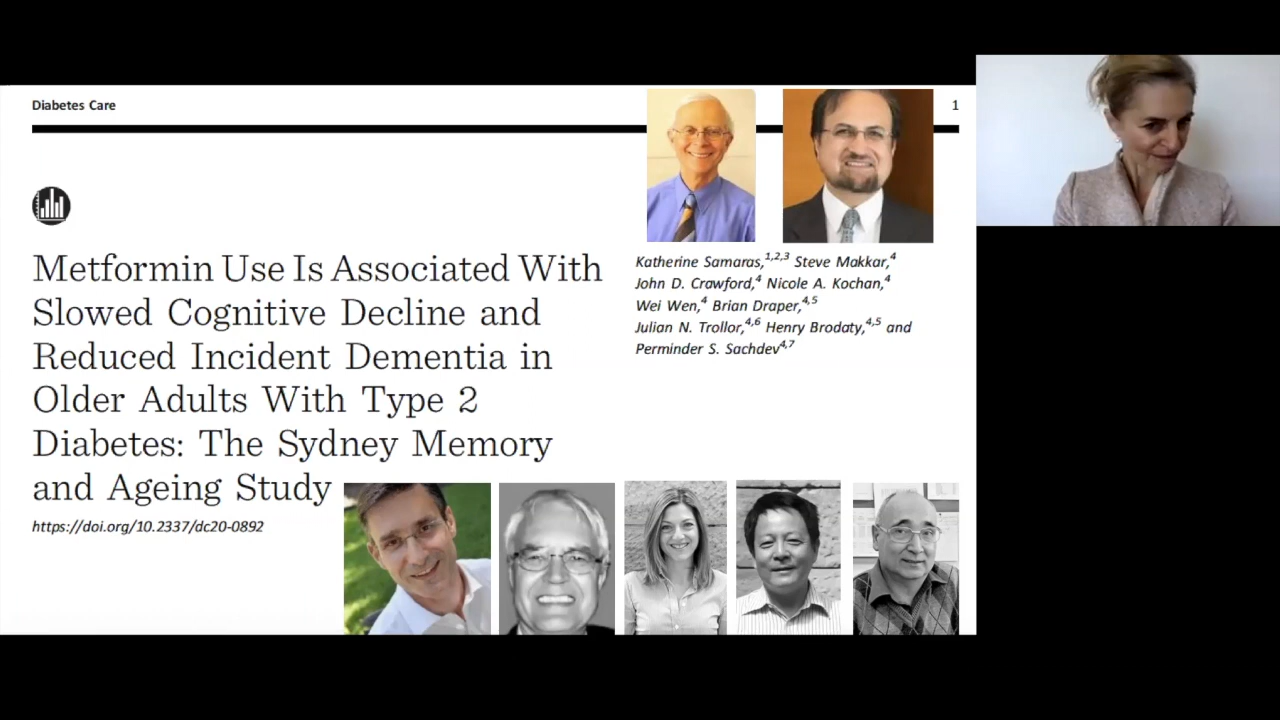 Diabetes Care
1
Metformin Use Is Associated With
Slowed Cognitive Decline and
Reduced Incident Dementia in
Older Adults With Type 2
Diabetes: The Sydney Memory
and Ageing Study
https://doi.org/10.2337/dc20-0892
Katherine Samaras,1,2,3 Steve Makkar,4
John D. Crawford,4 Nicole A. Kochan,4
Wei Wen,4 Brian Draper,4,5
Julian N. Trollor,4,6 Henry Brodaty,4,5 and
Perminder S. Sachdev4,7